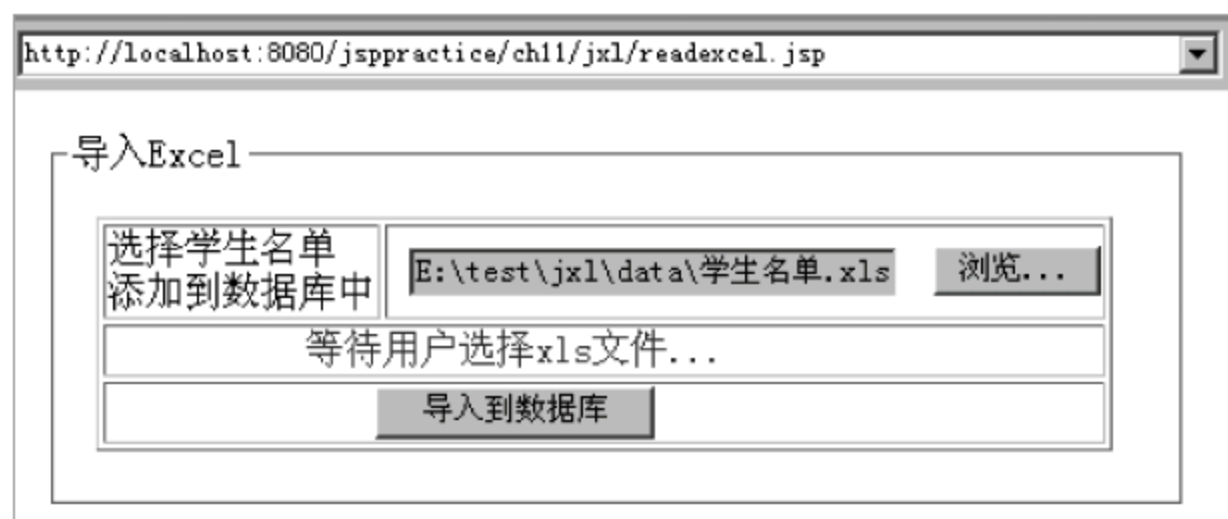 http://localhost:8080/jsppractice/ch11/jxl/readexcel.jsp
导入Excel
选择学生名单
添加到数据库中
E:\test\jxl\data\学生名单.xls
浏览...
等待用户选择xls文件...
导入到数据库